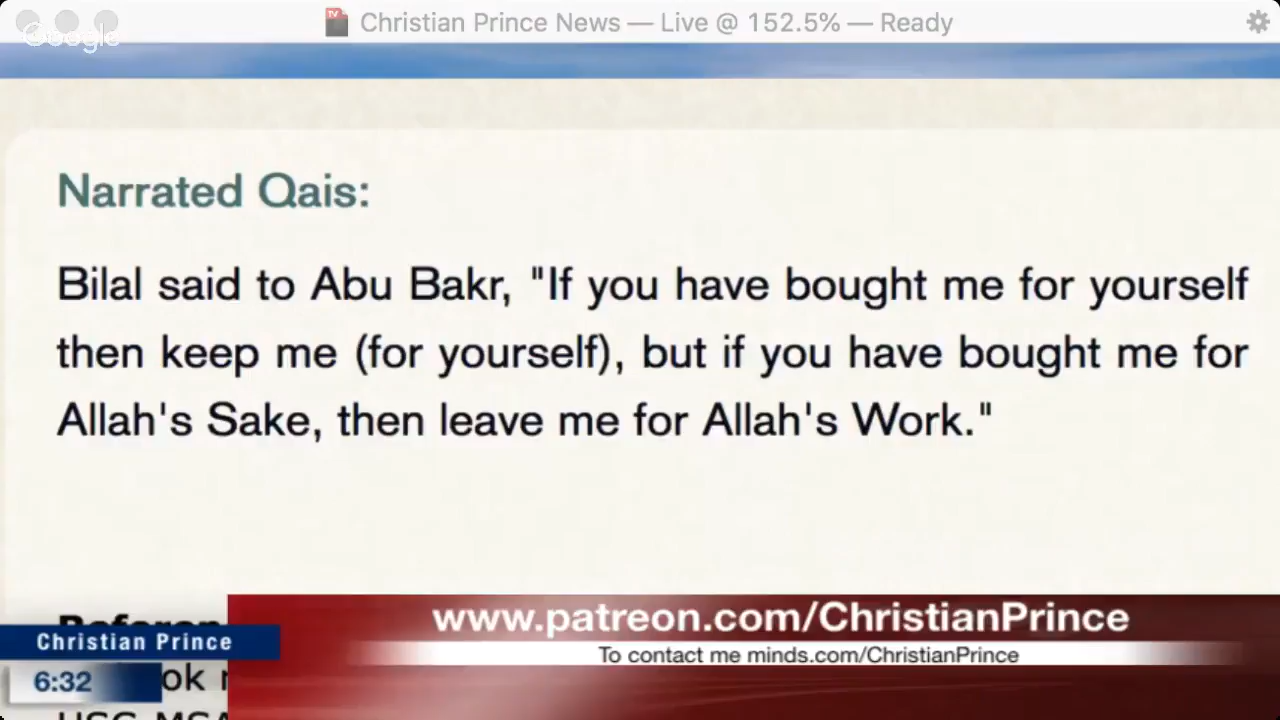 Christian Prince News — Live @ 152.5% — Ready
Google
Narrated Qais:
Bilal said to Abu Bakr, "If you have bought me for yourself
then keep me (for yourself), but if you have bought me for
Allah's Sake, then leave me for Allah's Work."
www.patreon.com/ChristianPrince
Christian Prince
To contact me minds.com/ChristianPrince
6:32